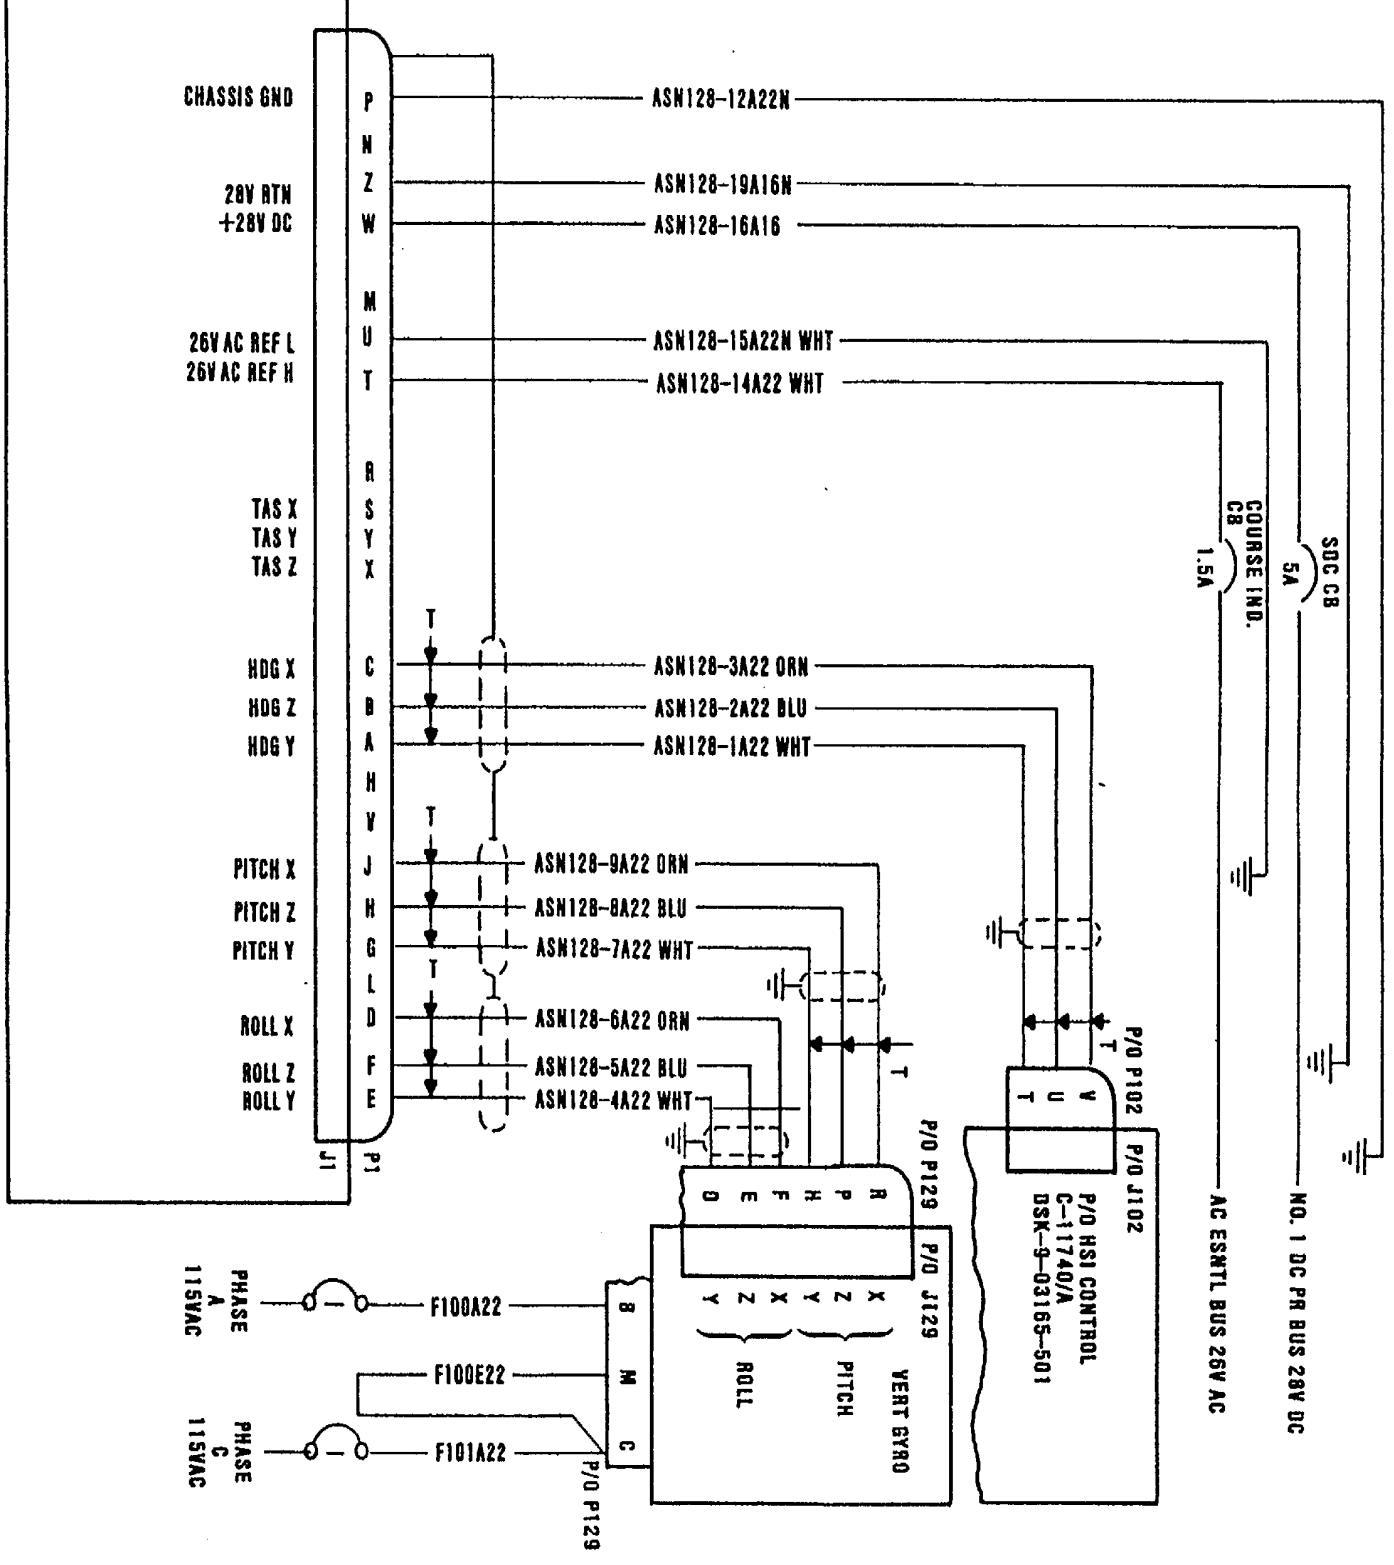 CHASSIS GND
P
ASN128-12A22N
N
28V RTN
Z
ASN128-19A16N
+28V DC
W
ASN128-16A16
M
26V AC REF L
U
ASN128-15A22N WHT
26V AC REF H
T
ASN128-14A22 WHT
R
TAS X
S
TAS Y
Y
TAS Z
X
COURSE IND.
CB
1.5A
SDC CB
5A
T
HDG X
C
ASN128-3A22 ORN
HDG Z
B
ASN128-2A22 BLU
HDG Y
A
ASN128-1A22 WHT
H
V
T
PITCH X
J
ASN128-9A22 ORN
PITCH Z
H
ASN128-8A22 BLU
PITCH Y
G
ASN128-7A22 WHT
T
L
ROLL X
D
ASN128-6A22 ORN
ROLL Z
F
ASN128-5A22 BLU
ROLL Y
E
ASN128-4A22 WHT
J1
P1
T
T
P/O P102
T U V
P/O J102
P/O HSI CONTROL
C-11740/A
DSK-9-03165-501
AC ESNTL BUS 26V AC
NO. 1 DC PR BUS 28V DC
P/O P129
D E F H P R
P/O J129
Y Z X Y Z X
ROLL
PITCH
VERT GYRO
PHASE
A
115VAC
F100A22
B
F100E22
M
PHASE
C
115VAC
F101A22
C
P/O P129